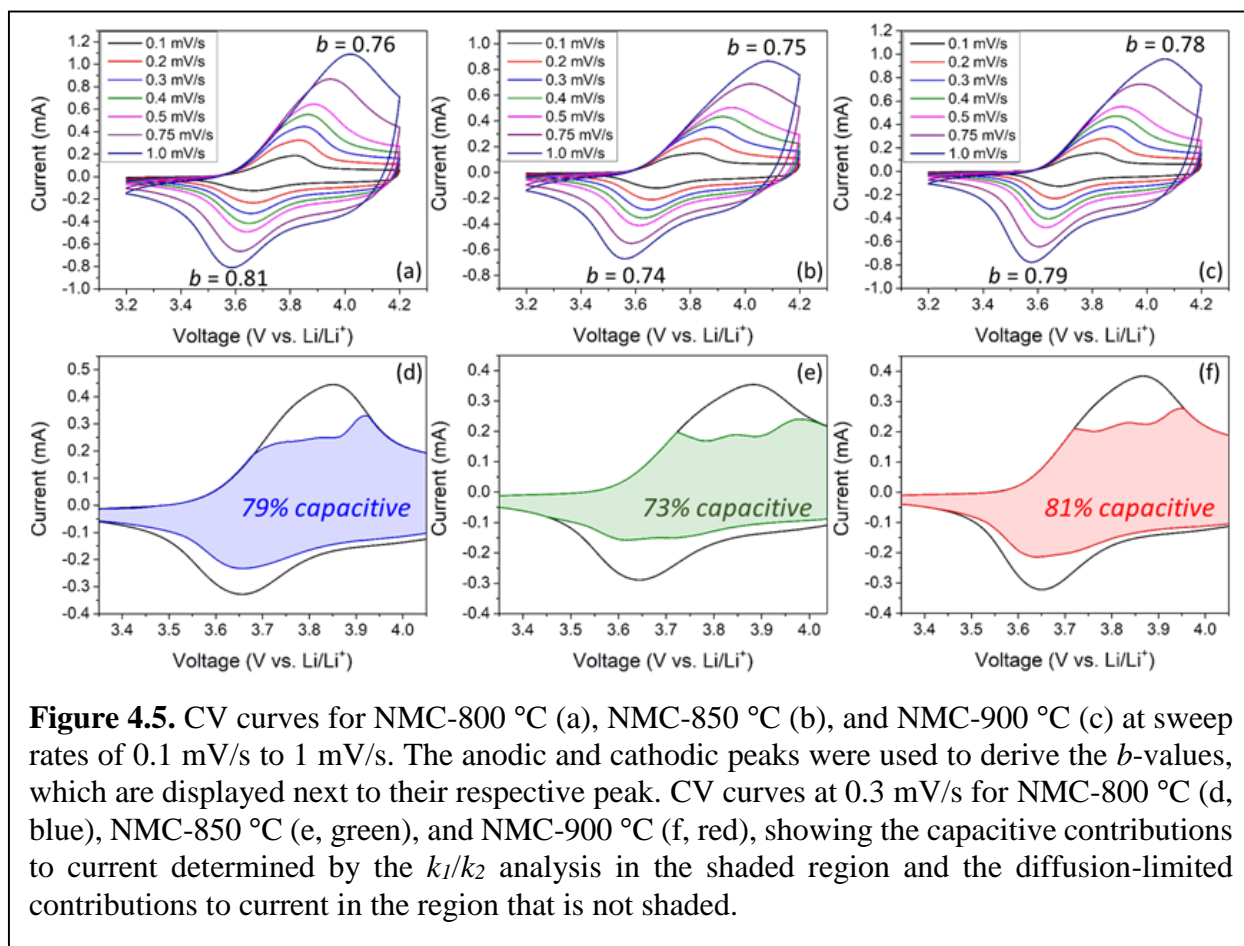 b = 0.76
0.1 mV/s
0.2 mV/s
0.3 mV/s
0.4 mV/s
0.5 mV/s
0.75 mV/s
1.0 mV/s
1.2
1.0
0.8
0.6
0.4
0.2
0.0
-0.2
-0.4
-0.6
-0.8
-1.0
Current (mA)
b = 0.81
(a)
3.2 3.4 3.6 3.8 4.0 4.2
Voltage (V vs. Li/Li⁺)
b = 0.75
0.1 mV/s
0.2 mV/s
0.3 mV/s
0.4 mV/s
0.5 mV/s
0.75 mV/s
1.0 mV/s
1.0
0.8
0.6
0.4
0.2
0.0
-0.2
-0.4
-0.6
-0.8
Current (mA)
b = 0.74
(b)
3.2 3.4 3.6 3.8 4.0 4.2
Voltage (V vs. Li/Li⁺)
b = 0.78
0.1 mV/s
0.2 mV/s
0.3 mV/s
0.4 mV/s
0.5 mV/s
0.75 mV/s
1.0 mV/s
1.2
1.0
0.8
0.6
0.4
0.2
0.0
-0.2
-0.4
-0.6
-0.8
-1.0
Current (mA)
b = 0.79
(c)
3.2 3.4 3.6 3.8 4.0 4.2
Voltage (V vs. Li/Li⁺)
(d)
0.5
0.4
0.3
0.2
0.1
0.0
-0.1
-0.2
-0.3
-0.4
Current (mA)
79% capacitive
3.4 3.5 3.6 3.7 3.8 3.9 4.0
Voltage (V vs. Li/Li⁺)
(e)
0.5
0.4
0.3
0.2
0.1
0.0
-0.1
-0.2
-0.3
-0.4
Current (mA)
73% capacitive
3.4 3.5 3.6 3.7 3.8 3.9 4.0
Voltage (V vs. Li/Li⁺)
(f)
0.5
0.4
0.3
0.2
0.1
0.0
-0.1
-0.2
-0.3
-0.4
Current (mA)
81% capacitive
3.4 3.5 3.6 3.7 3.8 3.9 4.0
Voltage (V vs. Li/Li⁺)
Figure 4.5. CV curves for NMC-800 °C (a), NMC-850 °C (b), and NMC-900 °C (c) at sweep
rates of 0.1 mV/s to 1 mV/s. The anodic and cathodic peaks were used to derive the b-values,
which are displayed next to their respective peak. CV curves at 0.3 mV/s for NMC-800 °C (d,
blue), NMC-850 °C (e, green), and NMC-900 °C (f, red), showing the capacitive contributions
to current determined by the k₁/k₂ analysis in the shaded region and the diffusion-limited
contributions to current in the region that is not shaded.